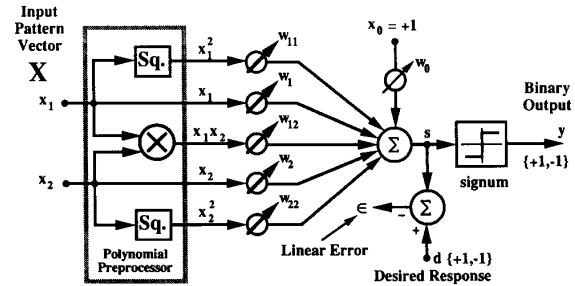 Input
Pattern
Vector
X
x₁
x₂
Sq.
x₁²
x₁
x₁x₂
x₂
Sq.
x₂²
Polynomial
Preprocessor
w₁₁
w₁
w₁₂
w₂
w₂₂
x₀ = +1
w₀
Σ
s
signum
Binary
Output
y
{+1,-1}
Σ
−
+
∈
Linear Error
d {+1,-1}
Desired Response